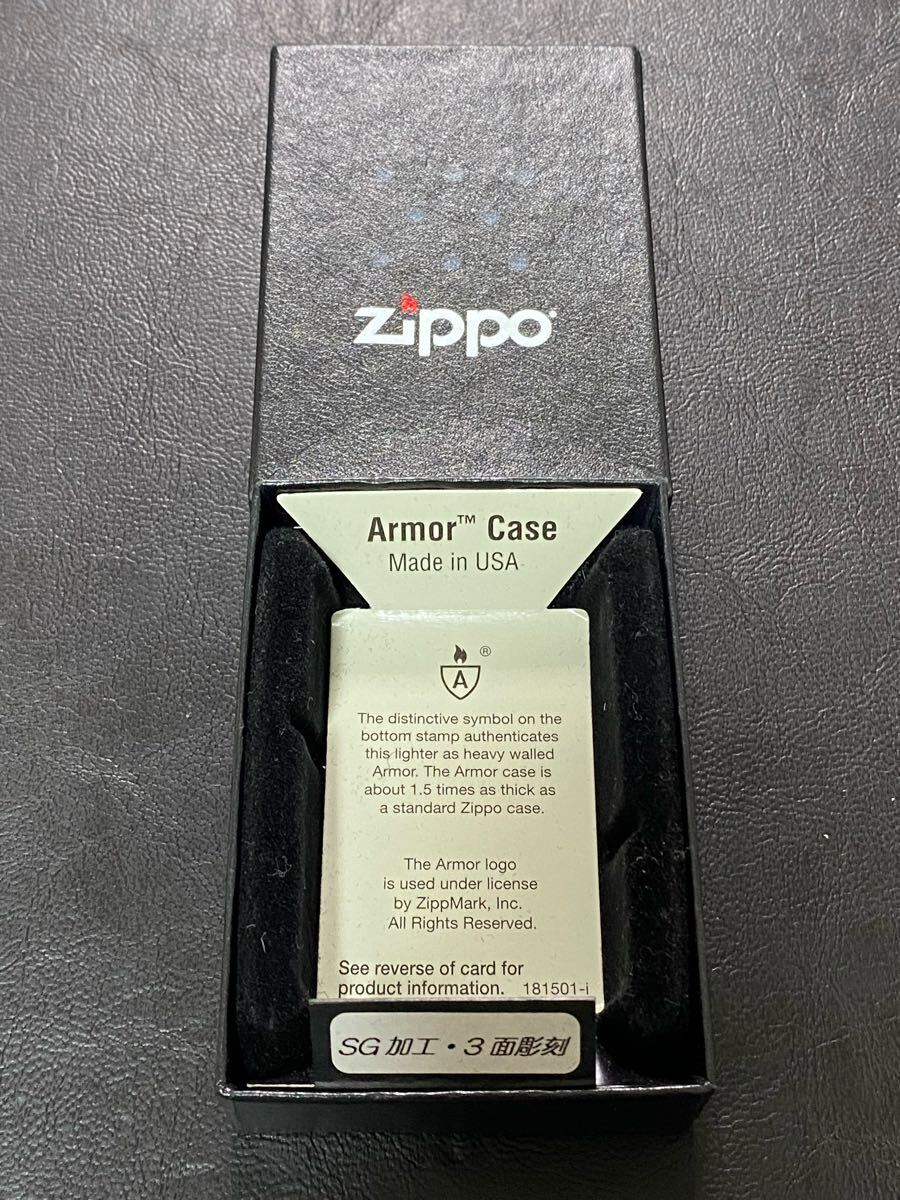 zippo
Armor™ Case
Made in USA
A ®
The distinctive symbol on the
bottom stamp authenticates
this lighter as heavy walled
Armor. The Armor case is
about 1.5 times as thick as
a standard Zippo case.
The Armor logo
is used under license
by ZippMark, Inc.
All Rights Reserved.
See reverse of card for
product information. 181501-i
SG加工・3面彫刻